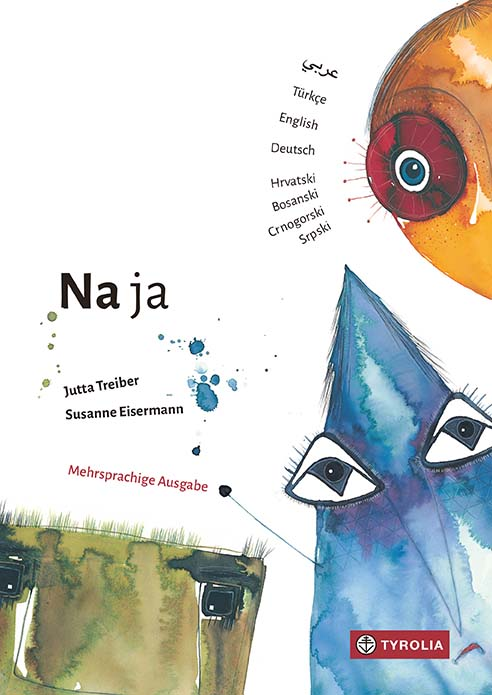 عربي
Türkçe
English
Deutsch
Hrvatski
Bosanski
Crnogorski
Srpski
Na ja
Jutta Treiber
Susanne Eisermann
Mehrsprachige Ausgabe
TYROLIA